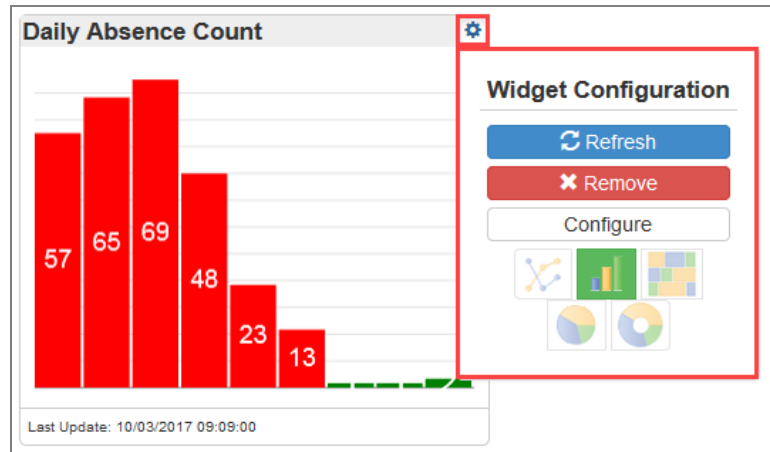 Daily Absence Count
57
65
69
48
23
13
Last Update: 10/03/2017 09:09:00
Widget Configuration
Refresh
Remove
Configure